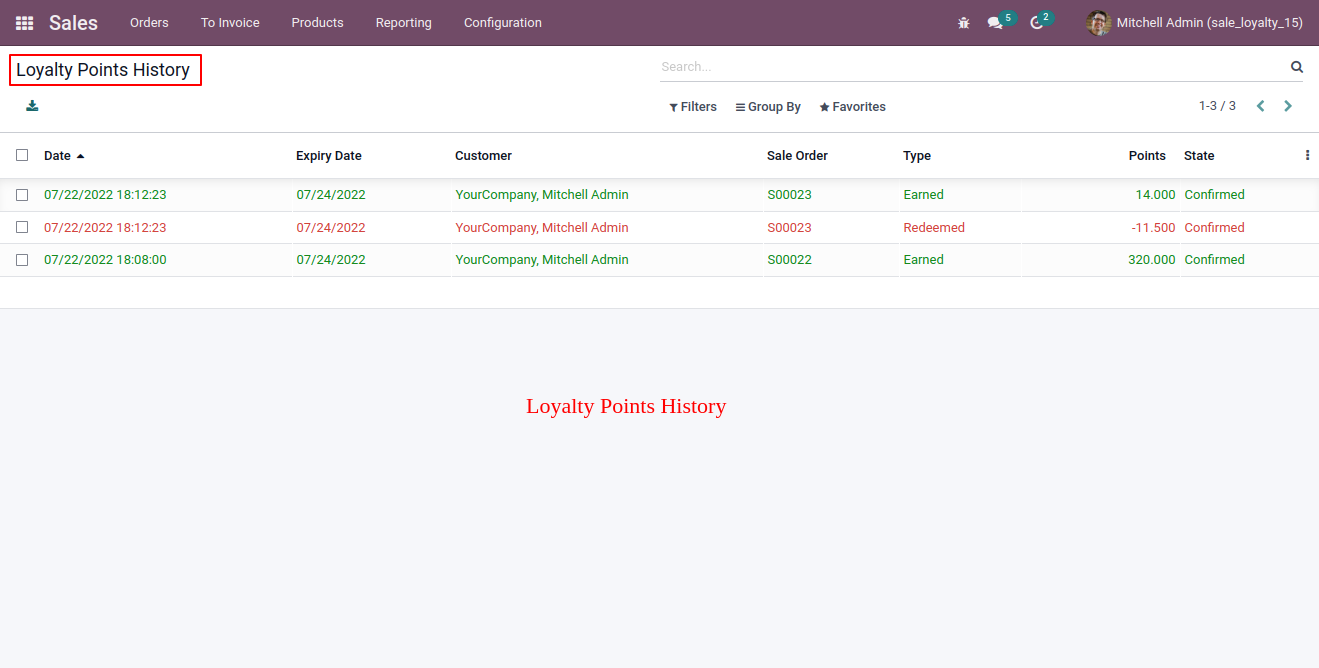 Sales Orders To Invoice Products Reporting Configuration 5 2 Mitchell Admin (sale_loyalty_15)
Loyalty Points History
Search...
Filters Group By Favorites 1-3 / 3
Date Expiry Date Customer Sale Order Type Points State
07/22/2022 18:12:23 07/24/2022 YourCompany, Mitchell Admin S00023 Earned 14.000 Confirmed
07/22/2022 18:12:23 07/24/2022 YourCompany, Mitchell Admin S00023 Redeemed -11.500 Confirmed
07/22/2022 18:08:00 07/24/2022 YourCompany, Mitchell Admin S00022 Earned 320.000 Confirmed
Loyalty Points History